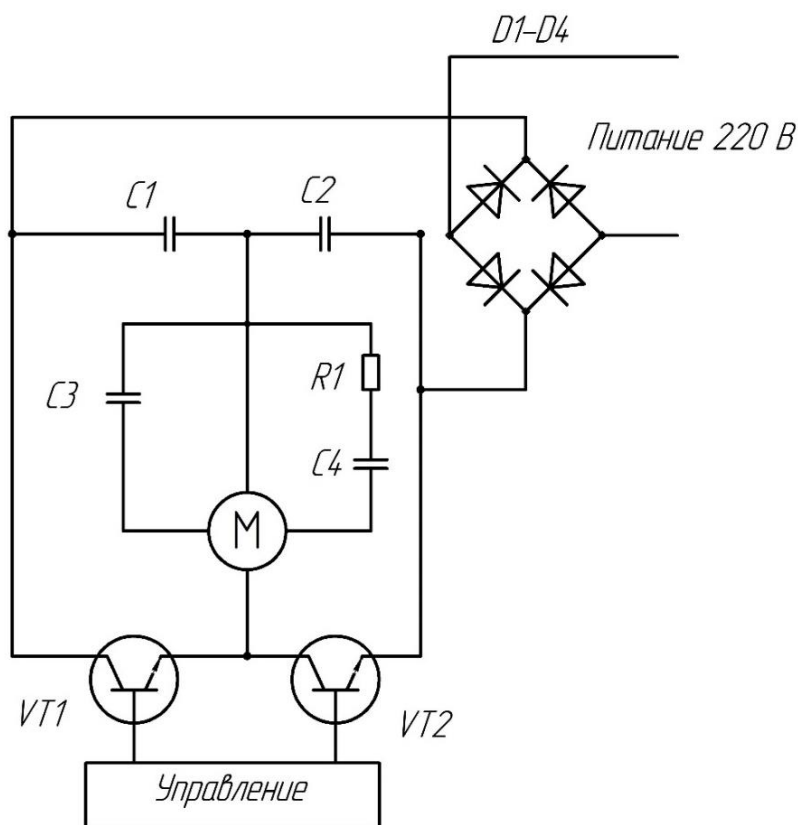 D1-D4
Питание 220 В
C1
C2
C3
R1
C4
M
VT1
VT2
Управление